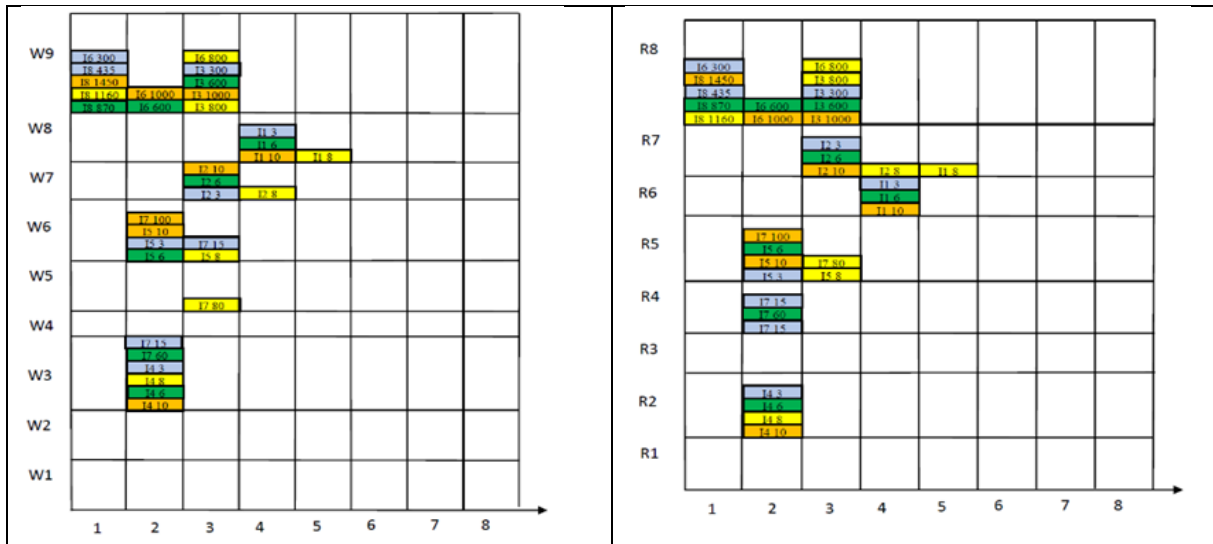 W9
I6 300
I6 800
I8 435
I3 300
I8 1450
I3 600
I8 1160
I6 1000
I3 1000
I8 870
I6 600
I3 800
W8
I1 3
I1 6
I1 10
I1 8
W7
I2 10
I2 6
I2 3
I2 8
W6
I7 100
I5 10
I5 3
I7 15
I5 6
I5 8
W5
I7 80
W4
I7 15
I7 60
W3
I4 3
I4 8
I4 6
I4 10
W2
W1
1 2 3 4 5 6 7 8
R8
I6 300
I6 800
I8 1450
I3 800
I8 435
I3 300
I8 870
I6 600
I3 600
I8 1160
I6 1000
I3 1000
R7
I2 3
I2 6
I2 10
I2 8
I1 8
R6
I1 3
I1 6
I1 10
R5
I7 100
I5 6
I5 10
I7 80
I5 3
I5 8
R4
I7 15
I7 60
I7 15
R3
R2
I4 3
I4 6
I4 8
I4 10
R1
1 2 3 4 5 6 7 8